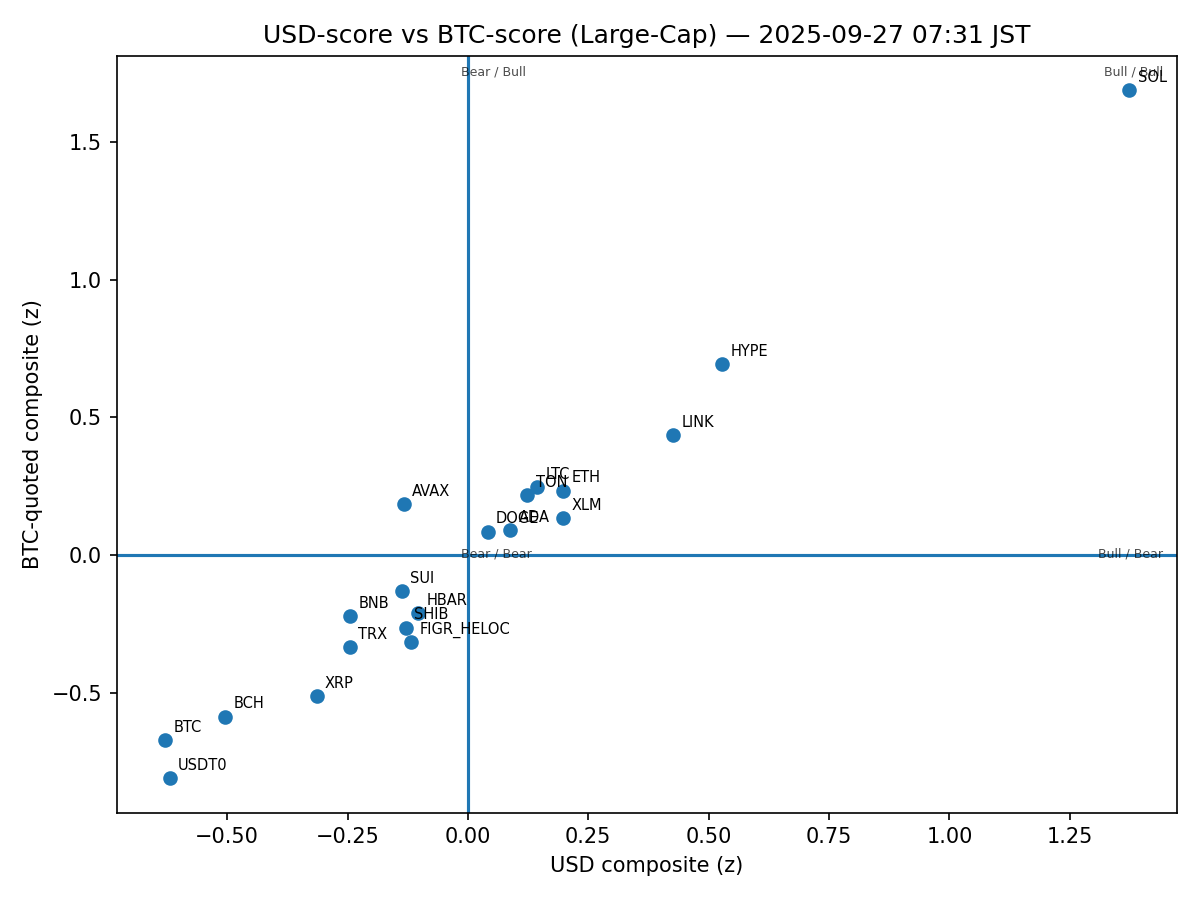 USD-score vs BTC-score (Large-Cap) — 2025-09-27 07:31 JST
Bear / Bull
Bull / Bull
SOL
1.5
1.0
HYPE
0.5
LINK
LTC
ETH
TON
AVAX
XLM
DOGE
ADA
0.0
Bear / Bear
Bull / Bear
SUI
HBAR
BNB
SHIB
FIGR_HELOC
TRX
−0.5
XRP
BCH
BTC
USDT0
−0.50
−0.25
0.00
0.25
0.50
0.75
1.00
1.25
USD composite (z)
BTC-quoted composite (z)